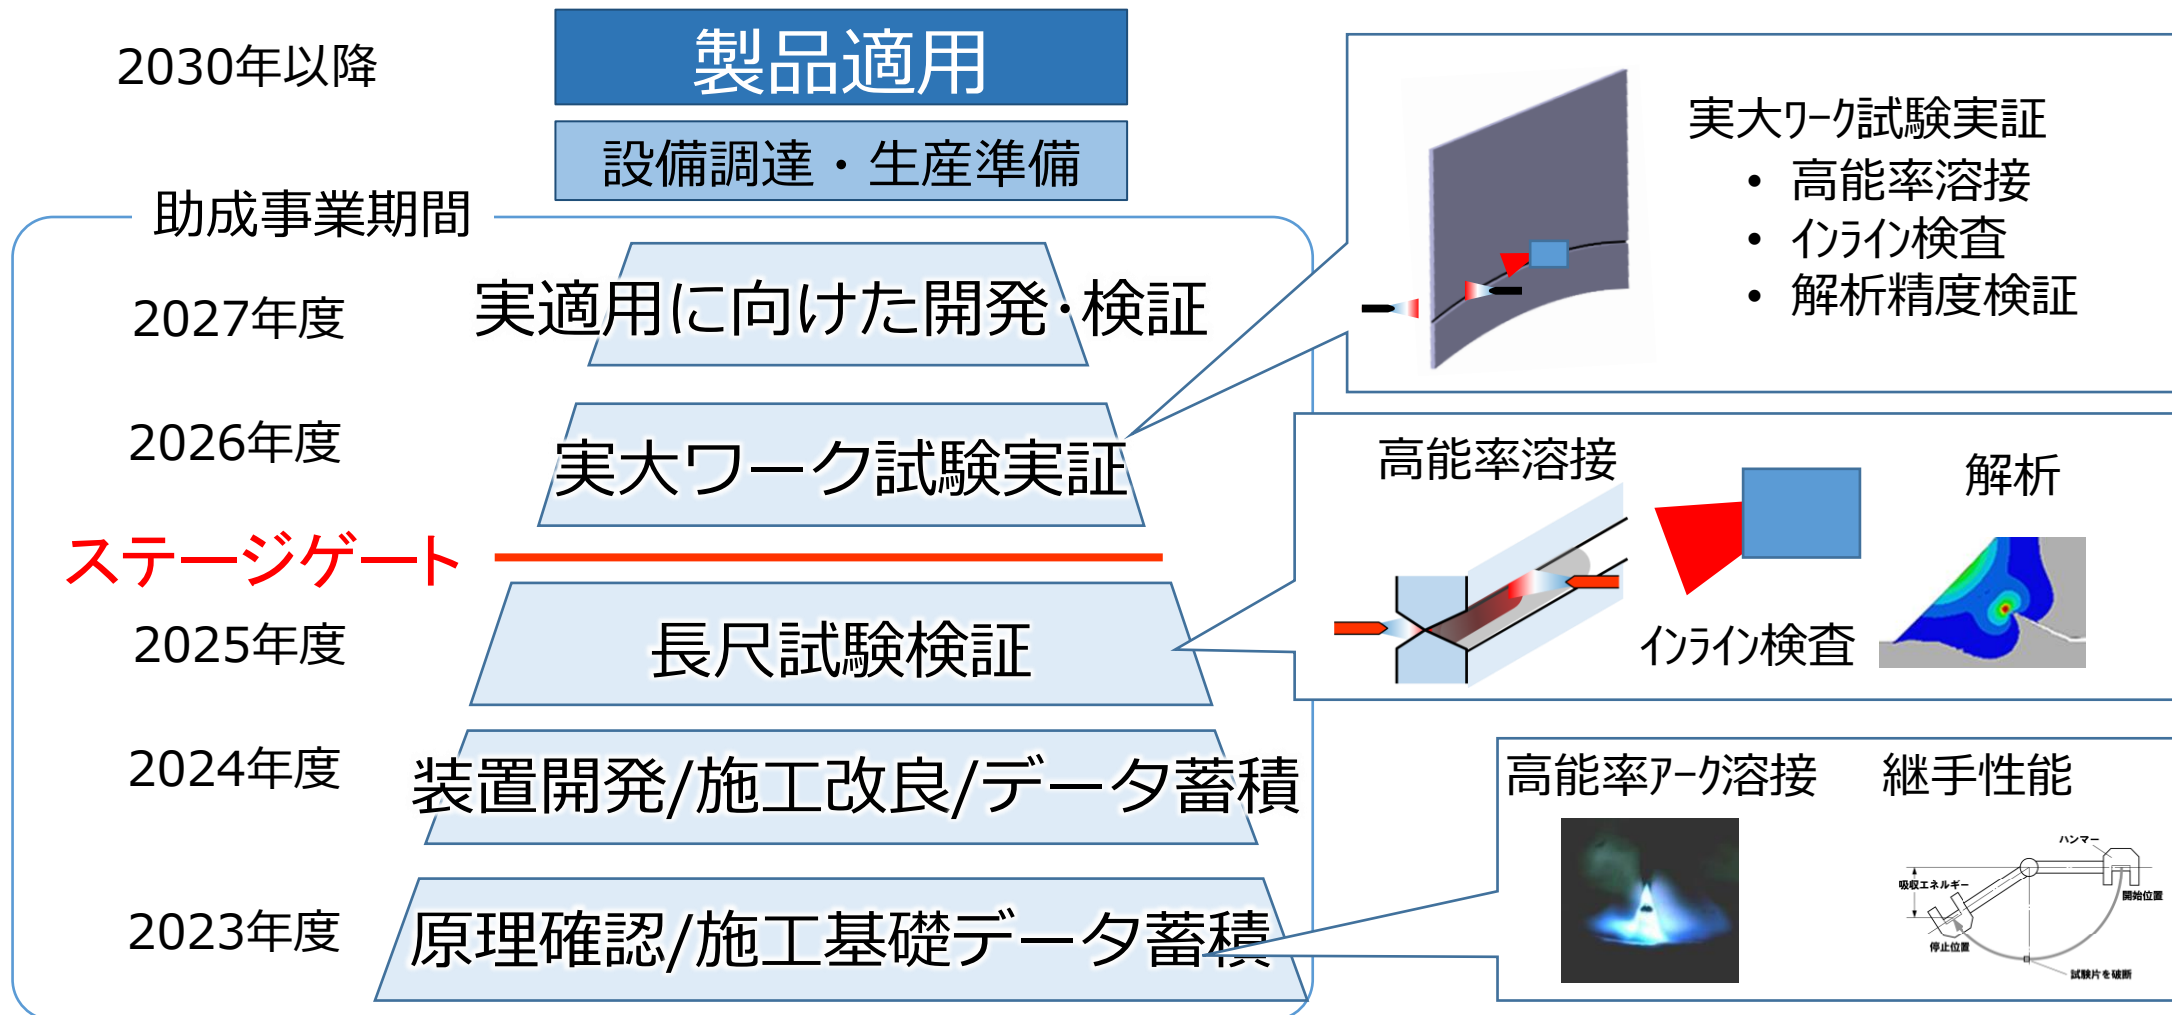 2030年以降
製品適用
設備調達・生産準備
助成事業期間
2027年度
実適用に向けた開発・検証
2026年度
実大ワーク試験実証
ステージゲート
2025年度
長尺試験検証
2024年度
装置開発/施工改良/データ蓄積
2023年度
原理確認/施工基礎データ蓄積
実大ﾜｰｸ試験実証
• 高能率溶接
• ｲﾝﾗｲﾝ検査
• 解析精度検証
高能率溶接
ｲﾝﾗｲﾝ検査
解析
高能率ｱｰｸ溶接
継手性能
ハンマー
吸収エネルギー
開始位置
停止位置
試験片を破断